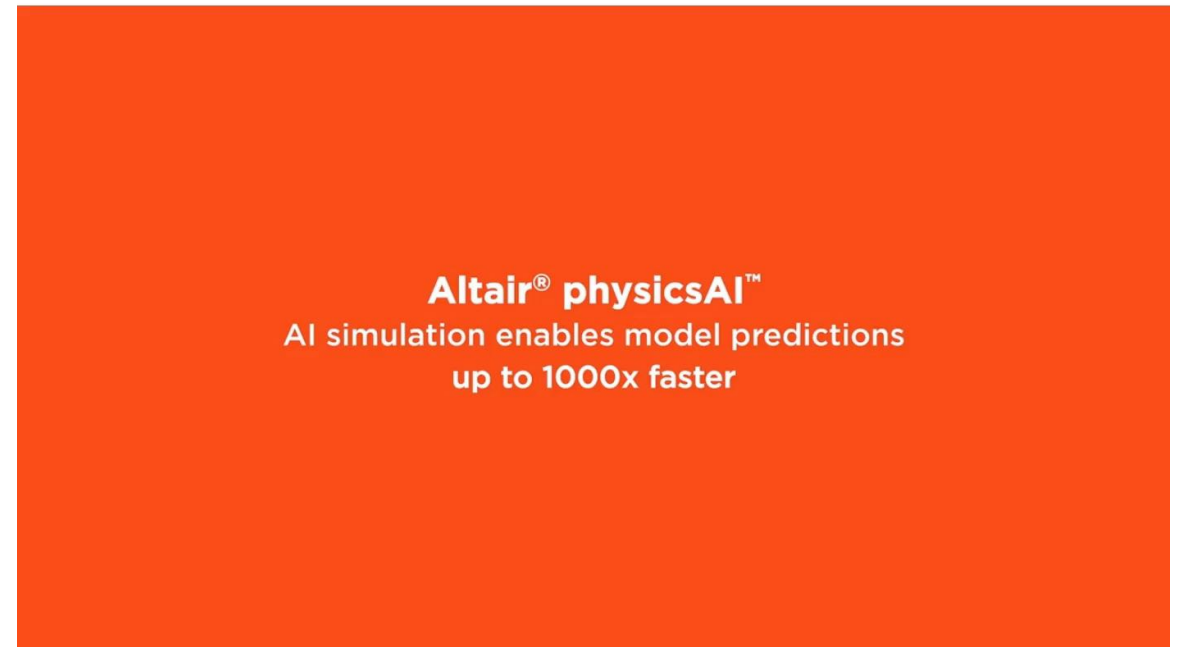 Altair® physicsAI™
AI simulation enables model predictions
up to 1000x faster